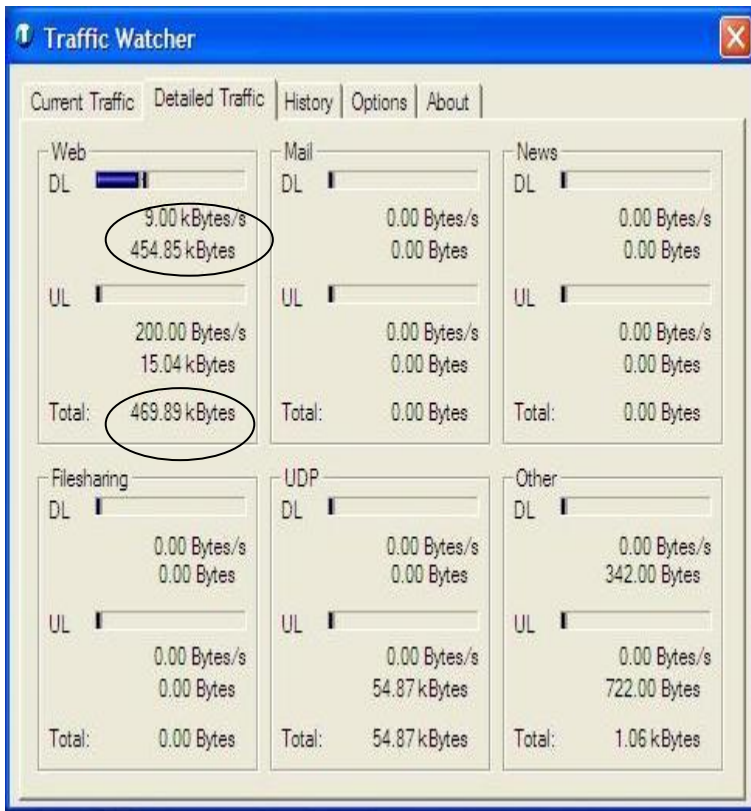 Traffic Watcher
Current Traffic Detailed Traffic History Options About
Web
DL
9.00 kBytes/s
454.85 kBytes
UL
200.00 Bytes/s
15.04 kBytes
Total: 469.89 kBytes
Mail
DL
0.00 Bytes/s
0.00 Bytes
UL
0.00 Bytes/s
0.00 Bytes
Total: 0.00 Bytes
News
DL
0.00 Bytes/s
0.00 Bytes
UL
0.00 Bytes/s
0.00 Bytes
Total: 0.00 Bytes
Filesharing
DL
0.00 Bytes/s
0.00 Bytes
UL
0.00 Bytes/s
0.00 Bytes
Total: 0.00 Bytes
UDP
DL
0.00 Bytes/s
0.00 Bytes
UL
0.00 Bytes/s
54.87 kBytes
Total: 54.87 kBytes
Other
DL
0.00 Bytes/s
342.00 Bytes
UL
0.00 Bytes/s
722.00 Bytes
Total: 1.06 kBytes